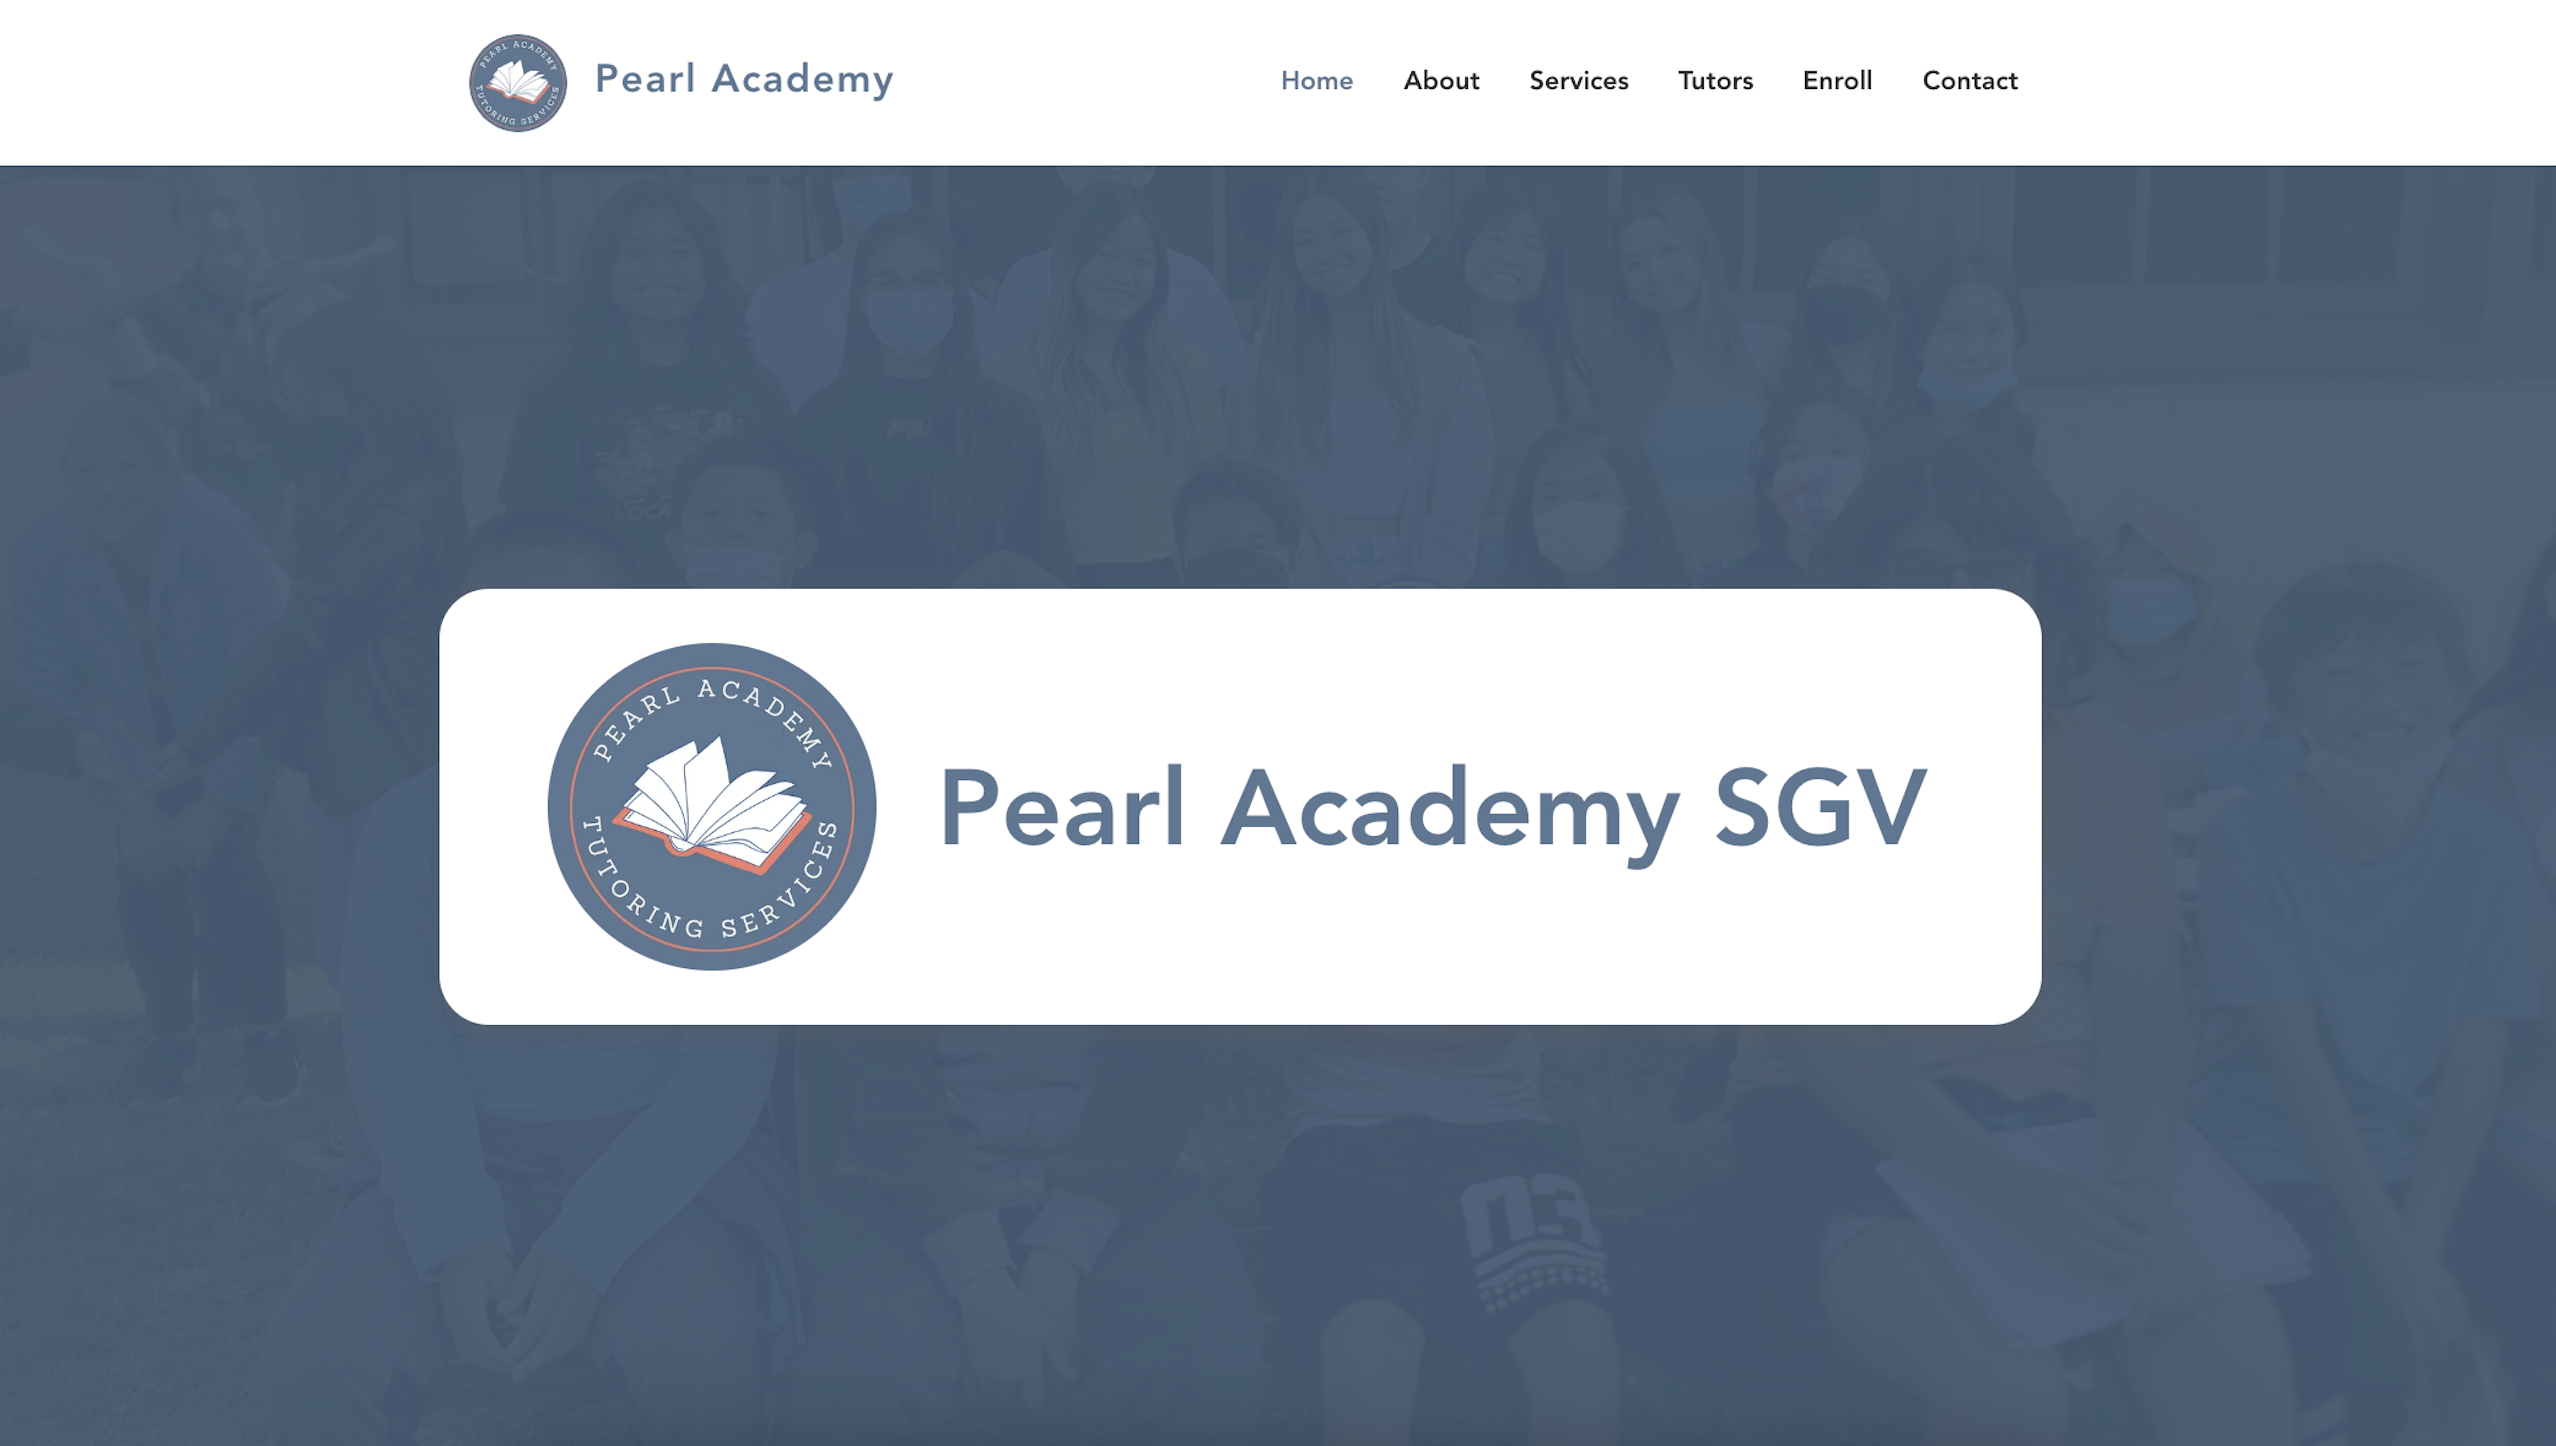 PEARL ACADEMY
TUTORING SERVICES
Pearl Academy
Home
About
Services
Tutors
Enroll
Contact
PEARL ACADEMY
TUTORING SERVICES
Pearl Academy SGV